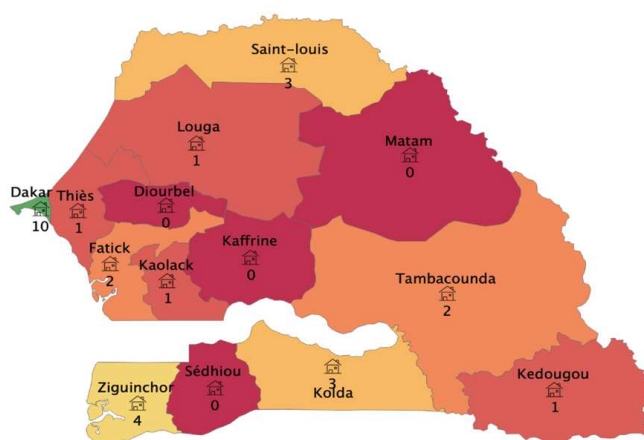 Saint-louis
3
Louga
1
Matam
0
Dakar
10
Thiès
1
Diourbel
0
Fatick
2
Kaolack
1
Kaffrine
0
Tambacounda
2
Ziguinchor
4
Sédhiou
0
3
Kolda
Kedougou
1